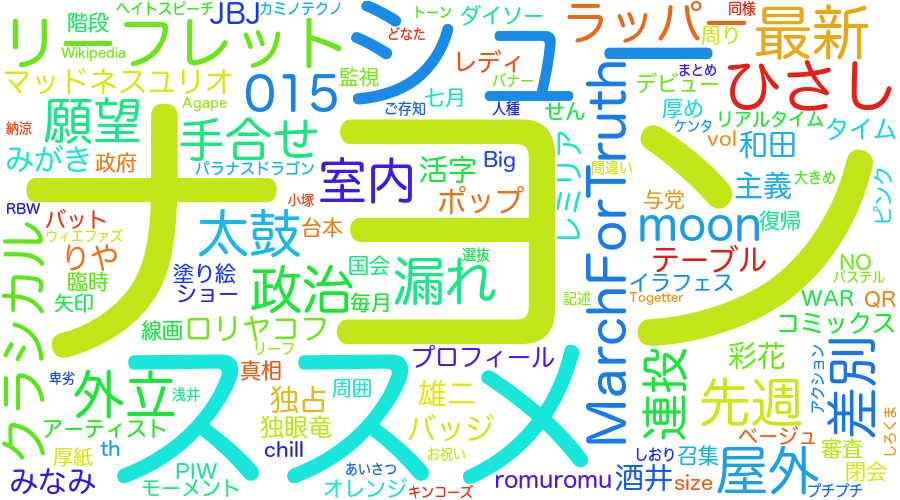 ヘイトスピーチ
カミノテクノ
トーン
同様
階段
JBJ
どなた
ダイソー
ラッパー
最新
リーフレット
シュー
周り
Wikipedia
マッドネスユリオ
015
監視
レディ
バナー
まとめ
デビュー
ひさし
Agape
七月
ご存知
人種
せん
厚め
リアルタイム
納涼
願望
手合せ
ケンタ
vol
和田
タイム
みがき
政府
パラナスドラゴン
室内
活字
Big
レミリア
間違い
主義
大きめ
ナヨン
小塚
ポップ
与党
ピンク
RBW
バット
太鼓
台本
moon
復帰
ウィエファズ
MarchForTruth
りや
国会
選抜
テーブル
NO
塗り絵
政治
漏れ
イラフェス
パステル
臨時
ショー
毎月
記述
Togetter
WAR
QR
矢印
クラシカル
線画
ロリヤコフ
コミックス
リーフ
プロフィール
彩花
差別
真相
ススメ
卑劣
外立
浅井
独占
周囲
雄二
連投
先週
アクション
アーティスト
独眼竜
バッジ
ベージュ
しろくま
厚紙
th
chill
お祝い
しおり
召集
屋外
審査
みなみ
PIW
あいさつ
romuromu
酒井
size
閉会
モーメント
オレンジ
キンコーズ
プチプチ